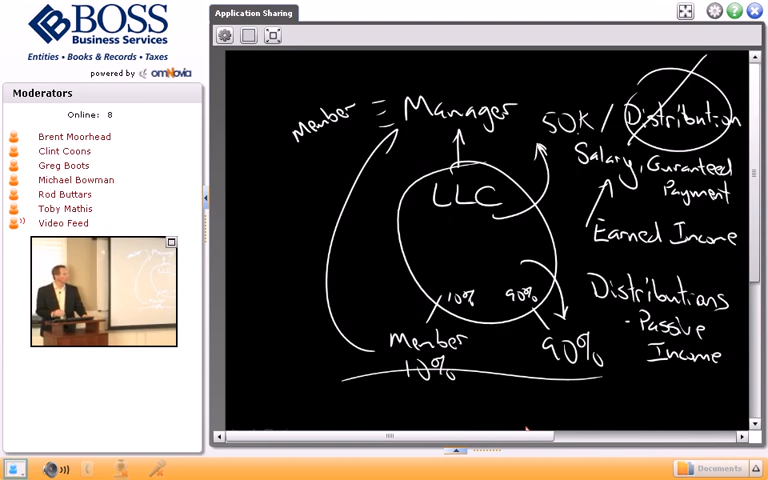 BOSS
Business Services
Entities • Books & Records • Taxes
powered by omNovia
Moderators
Online: 8
Brent Moorhead
Clint Coons
Greg Boots
Michael Bowman
Rod Buttars
Toby Mathis
Video Feed
Application Sharing
Member Manager
50K / Distribution
Salary, Guranteed
Payment
LLC
Earned Income
10% 90%
Distributions
- Passive
Income
Member
10%
90%
Documents